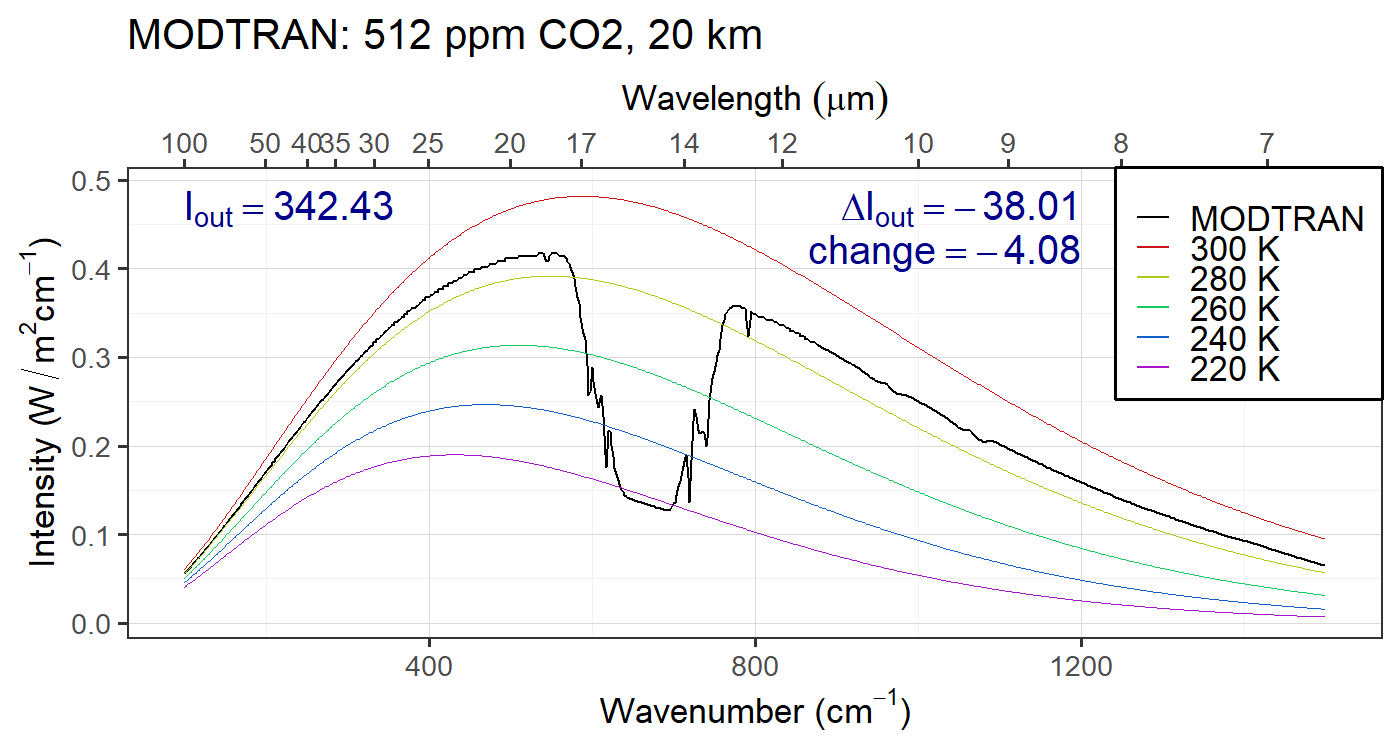 MODTRAN: 512 ppm CO2, 20 km
Wavelength (μm)
100 50 40 35 30 25 20 17 14 12 10 9 8 7
I_out = 342.43
ΔI_out = − 38.01
change = − 4.08
MODTRAN
300 K
280 K
260 K
240 K
220 K
0.5
0.4
0.3
0.2
0.1
0.0
Intensity (W / m²cm⁻¹)
400 800 1200
Wavenumber (cm⁻¹)